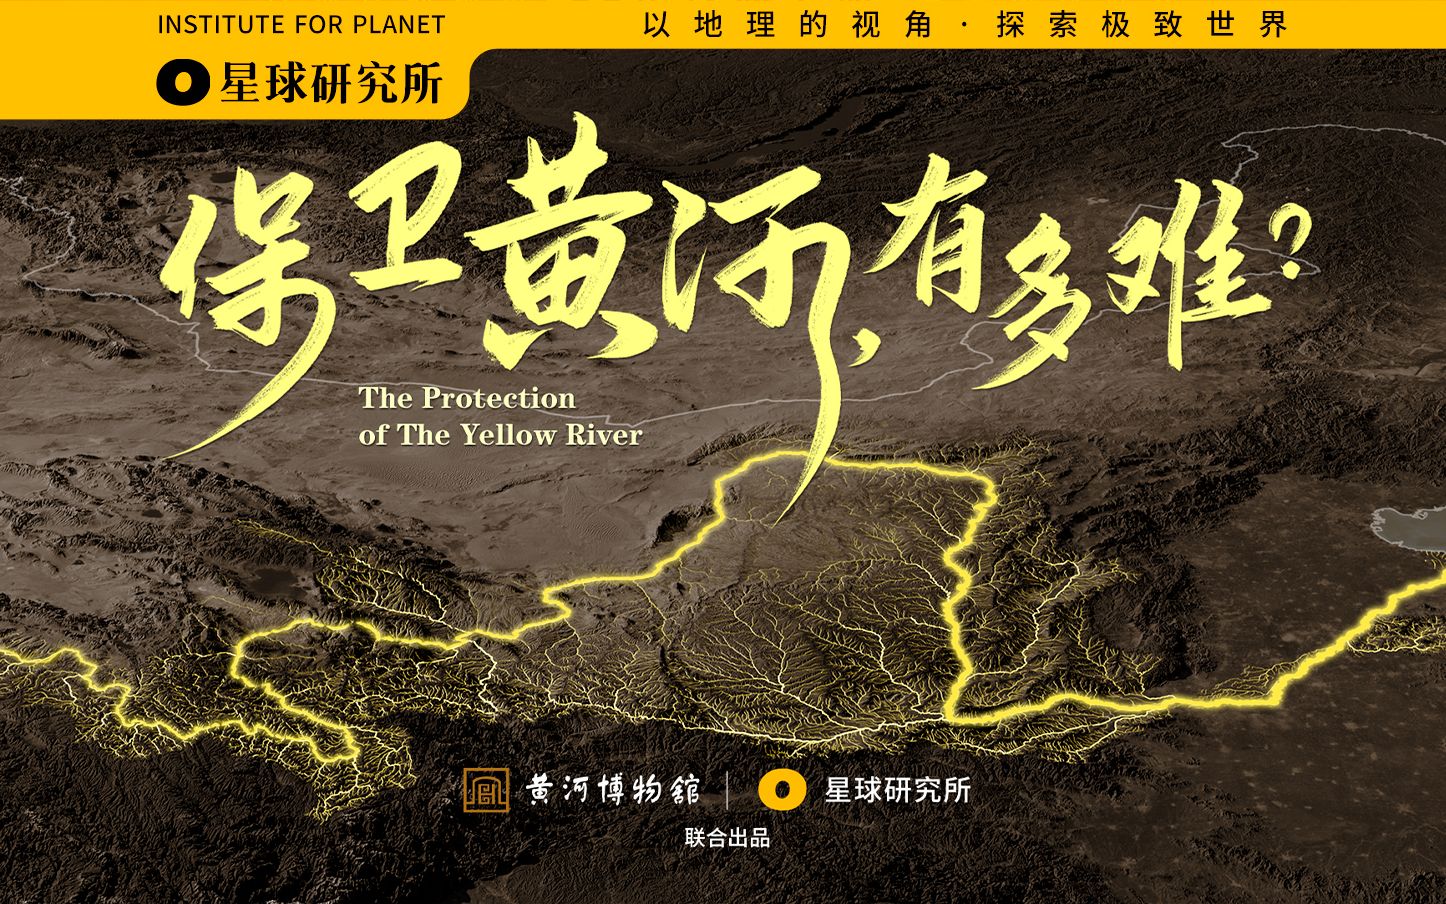 INSTITUTE FOR PLANET
以地理的视角·探索极致世界
星球研究所
保卫黄河，有多难？
The Protection
of The Yellow River
黄河博物馆 | 星球研究所
联合出品